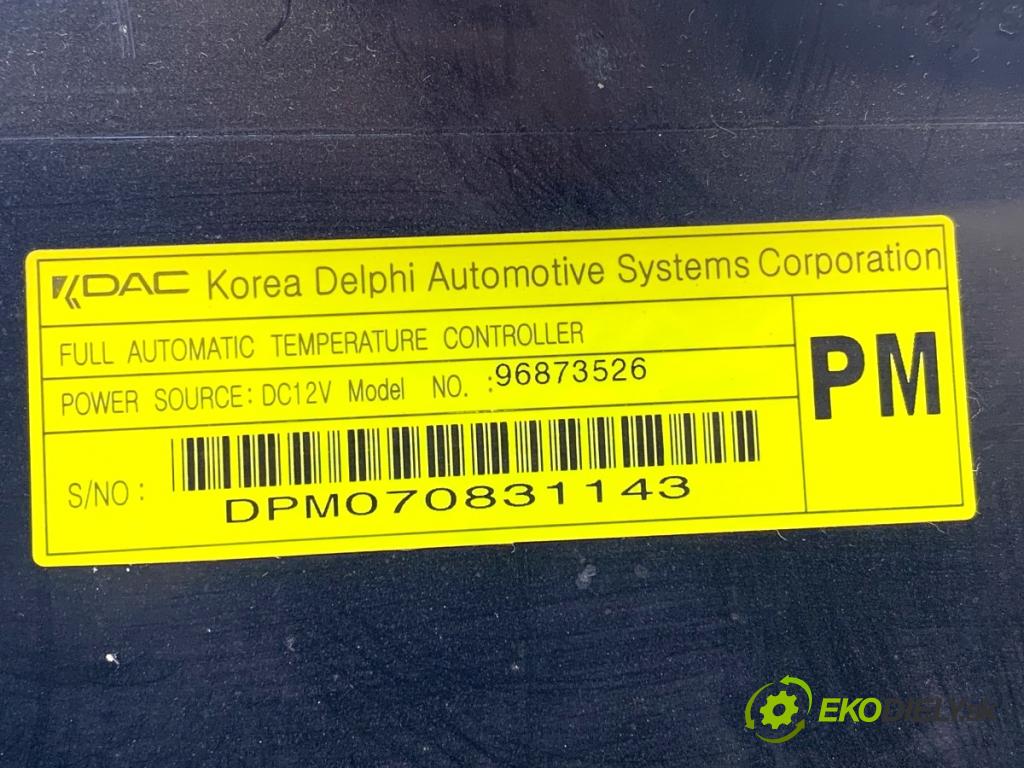 KDAC Korea Delphi Automotive Systems Corporation
FULL AUTOMATIC TEMPERATURE CONTROLLER
POWER SOURCE: DC12V Model NO. :96873526
PM
S/NO :
DPM070831143
EKODIELY.sk